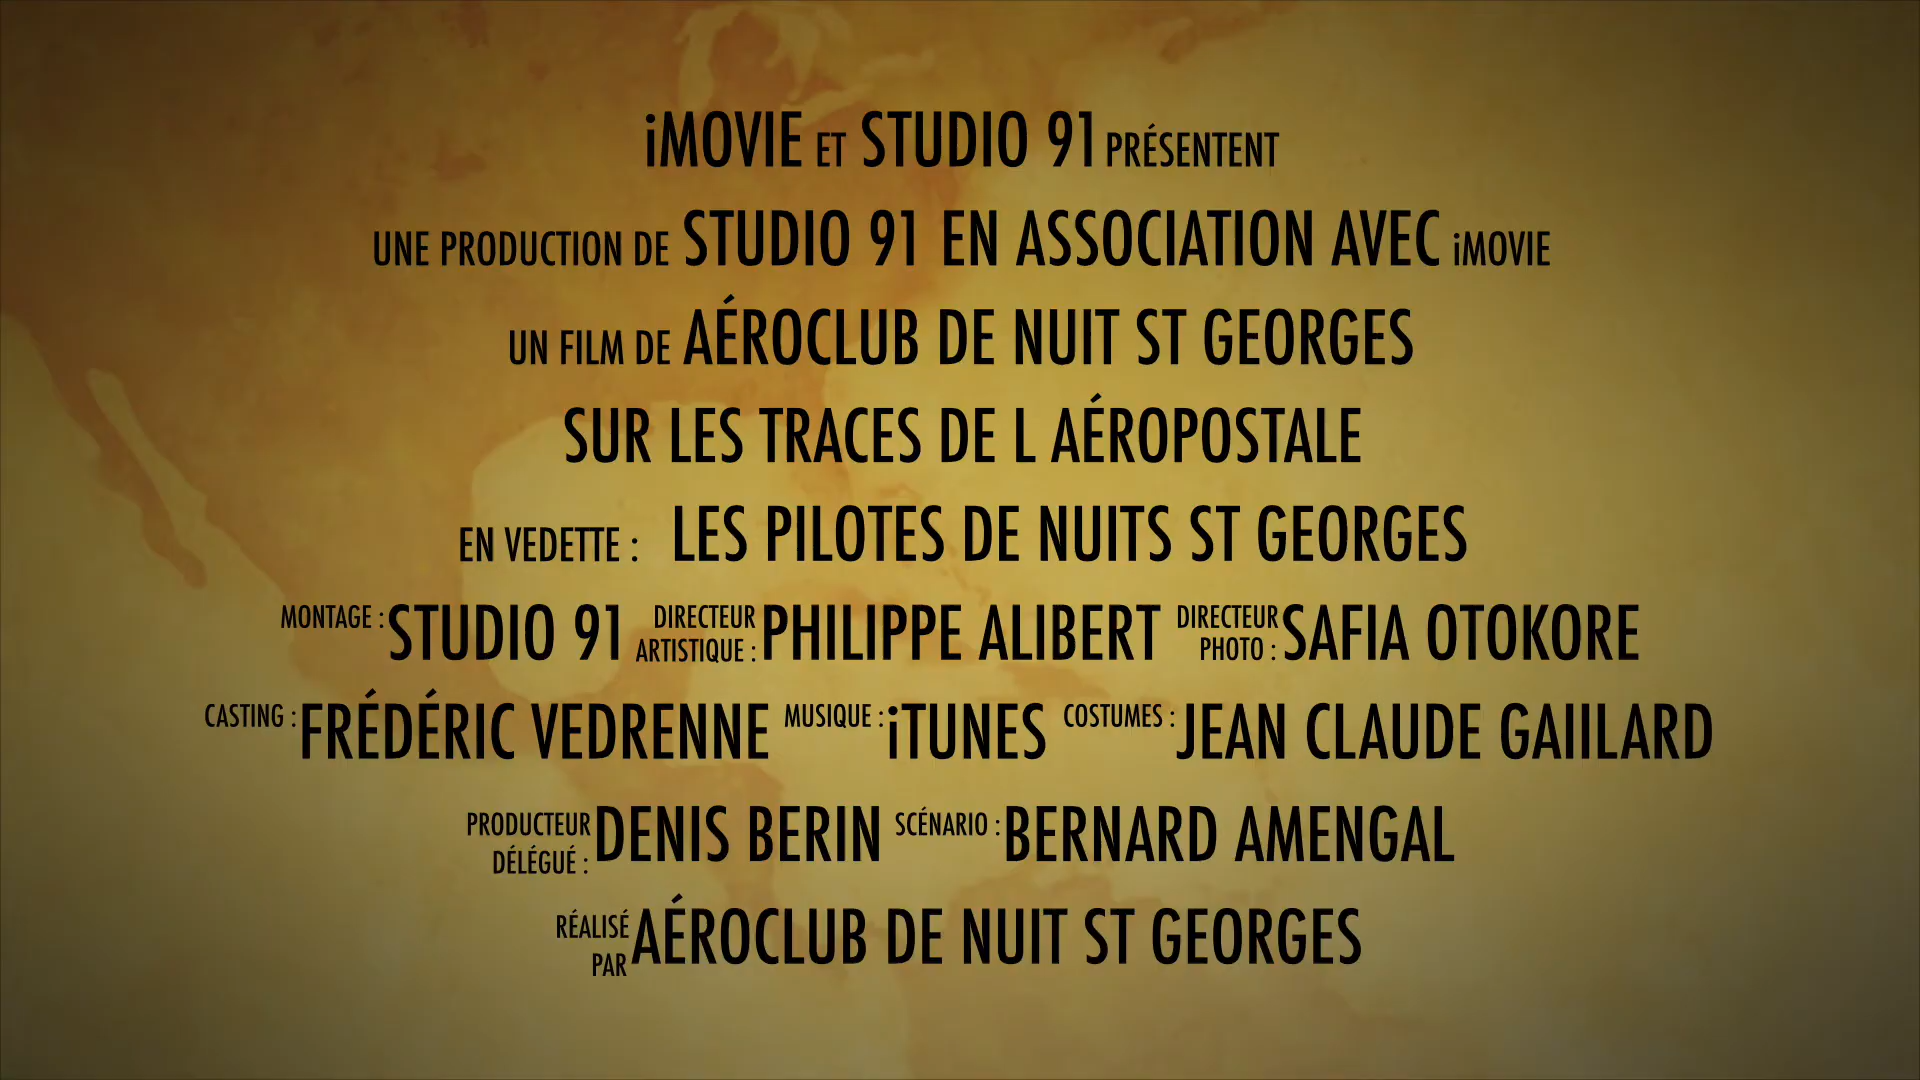 iMOVIE ET STUDIO 91 PRÉSENTENT
UNE PRODUCTION DE STUDIO 91 EN ASSOCIATION AVEC iMOVIE
UN FILM DE AÉROCLUB DE NUIT ST GEORGES
SUR LES TRACES DE L AÉROPOSTALE
EN VEDETTE : LES PILOTES DE NUITS ST GEORGES
MONTAGE : STUDIO 91 DIRECTEUR ARTISTIQUE : PHILIPPE ALIBERT DIRECTEUR PHOTO : SAFIA OTOKORE
CASTING : FRÉDÉRIC VEDRENNE MUSIQUE : iTUNES COSTUMES : JEAN CLAUDE GAIILARD
PRODUCTEUR DÉLÉGUÉ : DENIS BERIN SCÉNARIO : BERNARD AMENGAL
RÉALISÉ PAR AÉROCLUB DE NUIT ST GEORGES